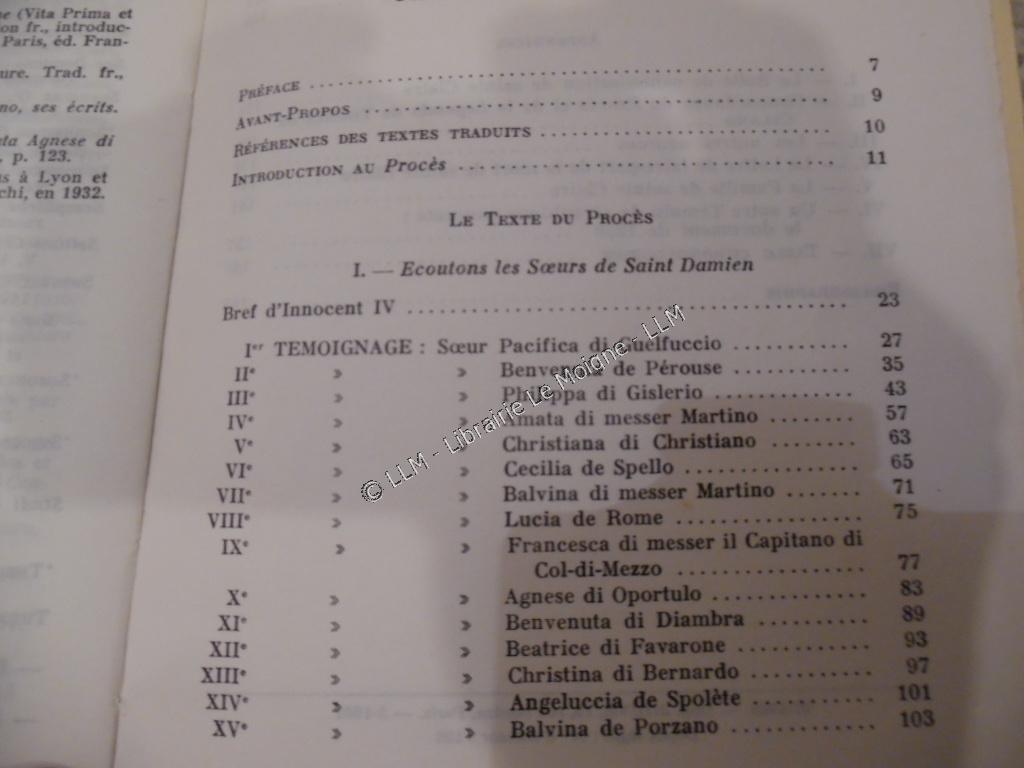 ne (Vita Prima et
on fr., introduc-
Paris, éd. Fran-
ure. Trad. fr.,
no, ses écrits.
ata Agnese di
, p. 123.
s à Lyon et
chi, en 1932.
PRÉFACE .......... 7
AVANT-PROPOS .......... 9
RÉFÉRENCES DES TEXTES TRADUITS .......... 10
INTRODUCTION AU Procès .......... 11
LE TEXTE DU PROCÈS
I. — Ecoutons les Sœurs de Saint Damien
Bref d'Innocent IV .......... 23
Ier TEMOIGNAGE : Sœur Pacifica di Guelfuccio .......... 27
IIe » » Benvenuta de Pérouse .......... 35
IIIe » » Philippa di Gislerio .......... 43
IVe » » Amata di messer Martino .......... 57
Ve » » Christiana di Christiano .......... 63
VIe » » Cecilia de Spello .......... 65
VIIe » » Balvina di messer Martino .......... 71
VIIIe » » Lucia de Rome .......... 75
IXe » » Francesca di messer il Capitano di
Col-di-Mezzo .......... 77
Xe » » Agnese di Oportulo .......... 83
XIe » » Benvenuta di Diambra .......... 89
XIIe » » Beatrice di Favarone .......... 93
XIIIe » » Christina di Bernardo .......... 97
XIVe » » Angeluccia de Spolète .......... 101
XVe » » Balvina de Porzano .......... 103
© LLM - Librairie Le Moigne - LLM